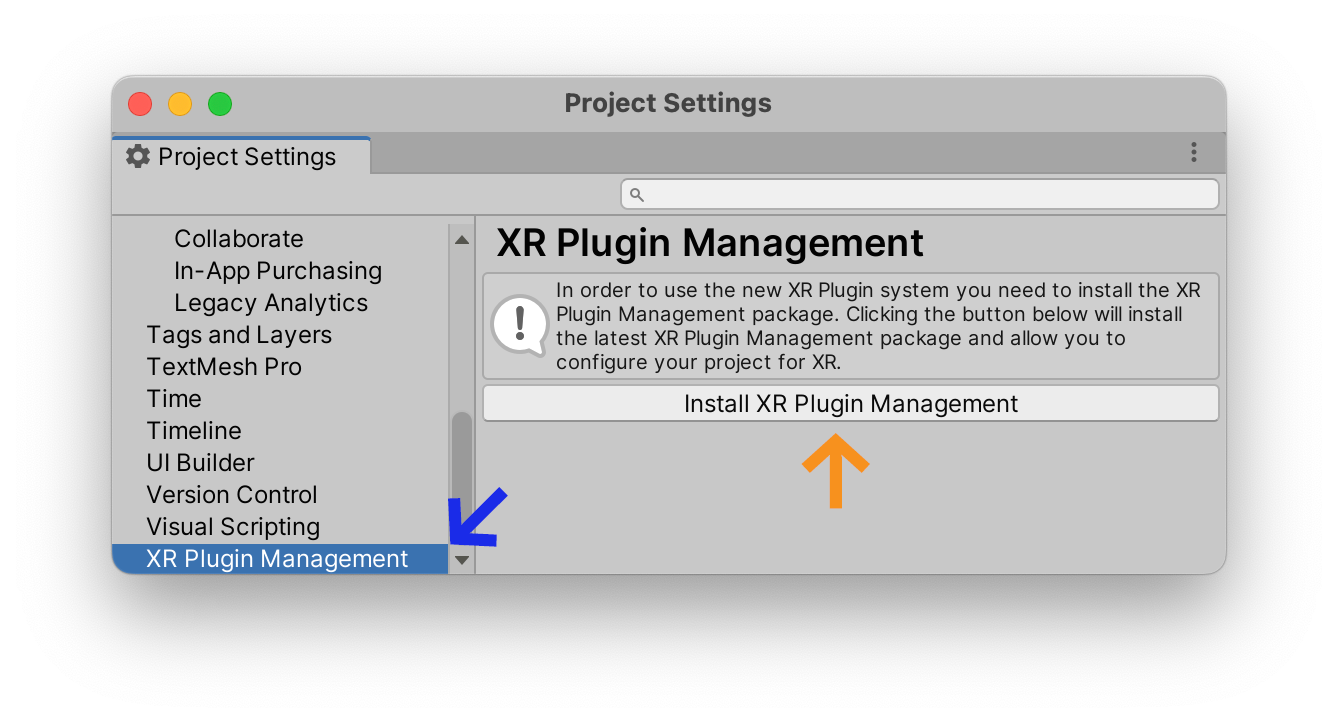 Project Settings
Project Settings
Collaborate
In-App Purchasing
Legacy Analytics
Tags and Layers
TextMesh Pro
Time
Timeline
UI Builder
Version Control
Visual Scripting
XR Plugin Management
XR Plugin Management
In order to use the new XR Plugin system you need to install the XR
Plugin Management package. Clicking the button below will install
the latest XR Plugin Management package and allow you to
configure your project for XR.
Install XR Plugin Management